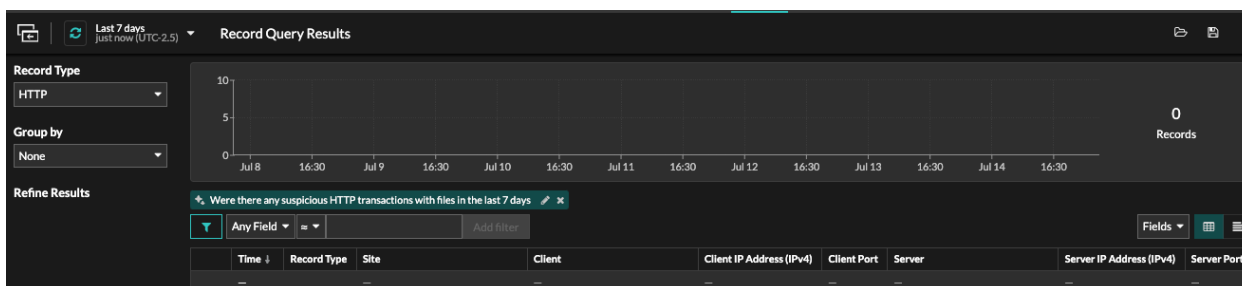 Last 7 days
just now (UTC-2.5)
Record Query Results
Record Type
HTTP
Group by
None
Refine Results
10
5
0
Jul 8 16:30 Jul 9 16:30 Jul 10 16:30 Jul 11 16:30 Jul 12 16:30 Jul 13 16:30 Jul 14 16:30
0
Records
Were there any suspicious HTTP transactions with files in the last 7 days
Any Field ≈ Add filter
Fields
Time ↓ Record Type Site Client Client IP Address (IPv4) Client Port Server Server IP Address (IPv4) Server Port
— — — — — — —